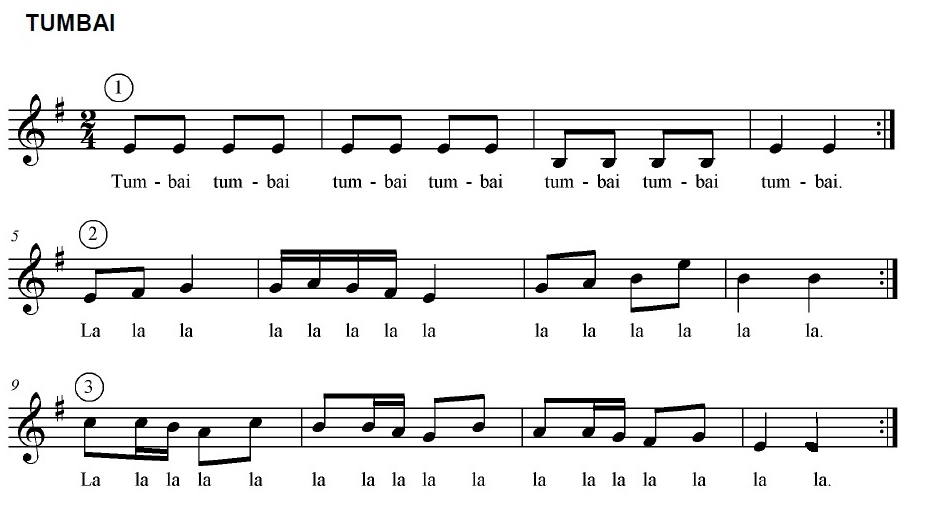 TUMBAI
1
2
4
Tum - bai tum - bai tum - bai tum - bai tum - bai tum - bai tum - bai.
5
2
La la la la la la la la la la la la la la.
9
3
La la la la la la la la la la la la la la la la la.